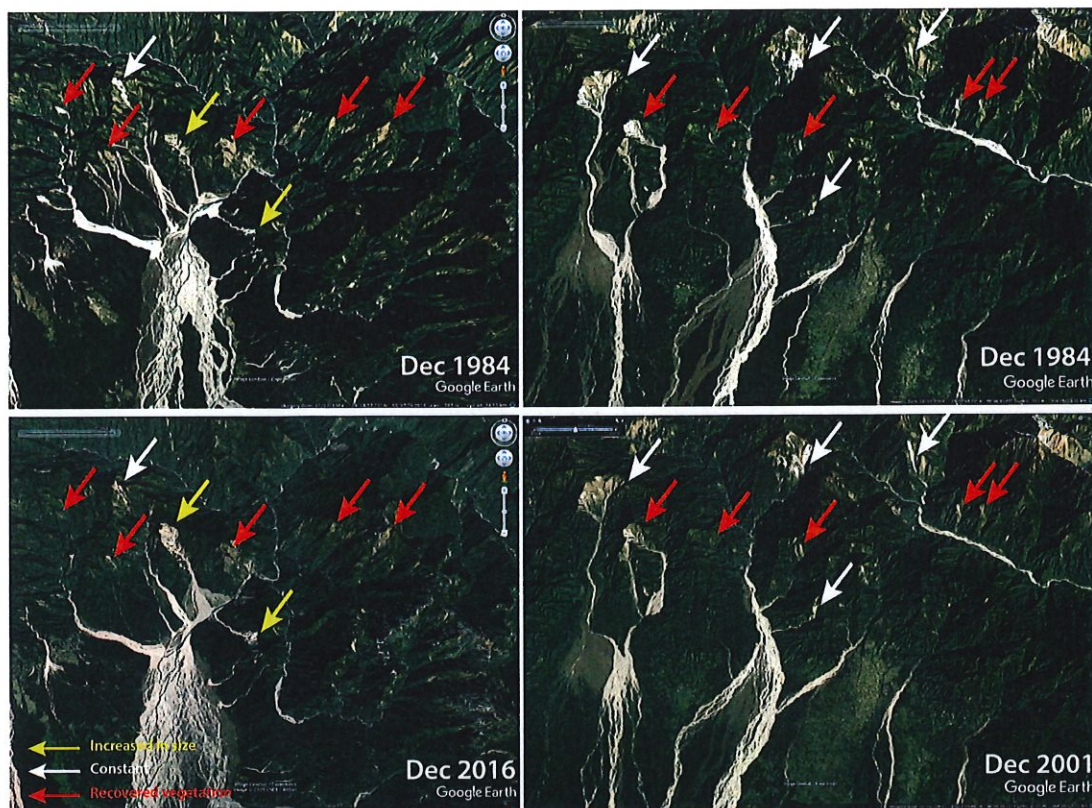 Dec 1984
Google Earth
Dec 1984
Google Earth
Increased in size
Constant
Recovered vegetation
Dec 2016
Google Earth
Dec 2001
Google Earth